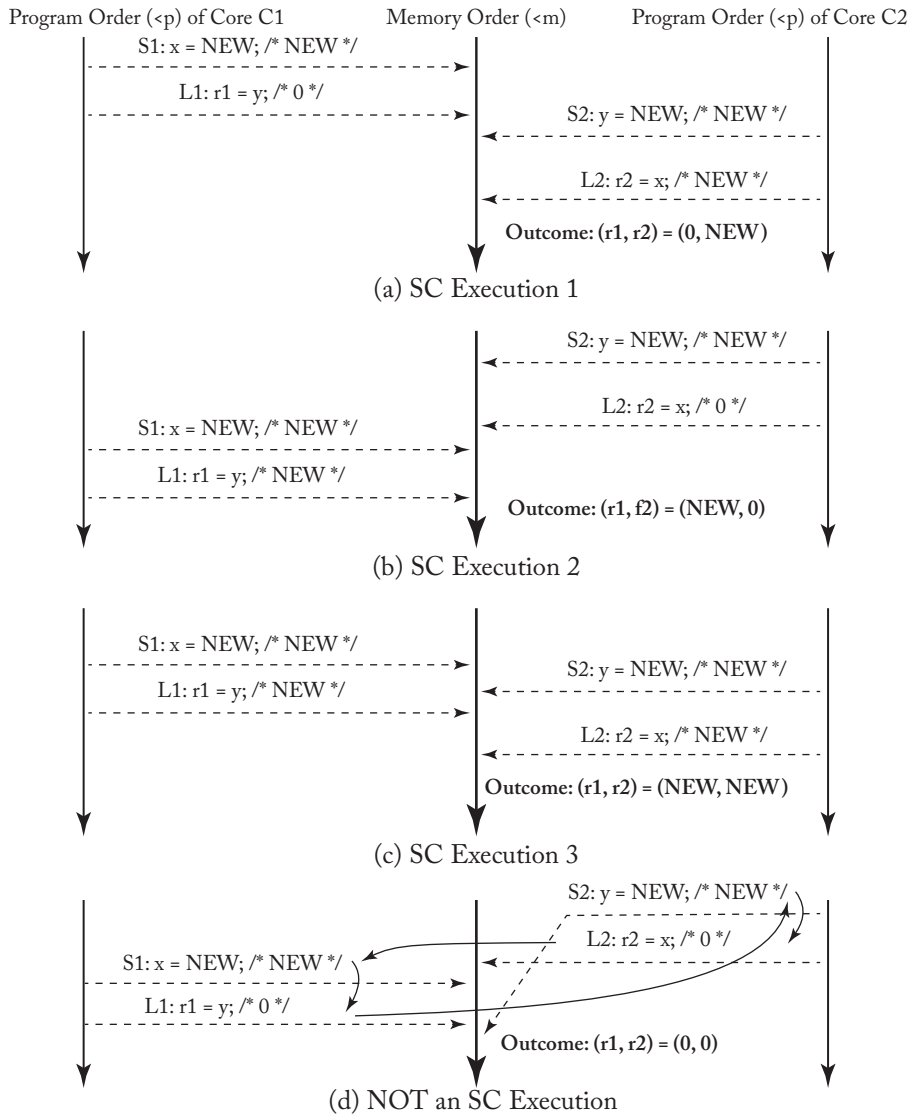 Program Order (<p) of Core C1 Memory Order (<m) Program Order (<p) of Core C2
S1: x = NEW; /* NEW */
L1: r1 = y; /* 0 */
S2: y = NEW; /* NEW */
L2: r2 = x; /* NEW */
Outcome: (r1, r2) = (0, NEW)
(a) SC Execution 1
S2: y = NEW; /* NEW */
L2: r2 = x; /* 0 */
S1: x = NEW; /* NEW */
L1: r1 = y; /* NEW */
Outcome: (r1, f2) = (NEW, 0)
(b) SC Execution 2
S1: x = NEW; /* NEW */
S2: y = NEW; /* NEW */
L1: r1 = y; /* NEW */
L2: r2 = x; /* NEW */
Outcome: (r1, r2) = (NEW, NEW)
(c) SC Execution 3
S2: y = NEW; /* NEW */
L2: r2 = x; /* 0 */
S1: x = NEW; /* NEW */
L1: r1 = y; /* 0 */
Outcome: (r1, r2) = (0, 0)
(d) NOT an SC Execution